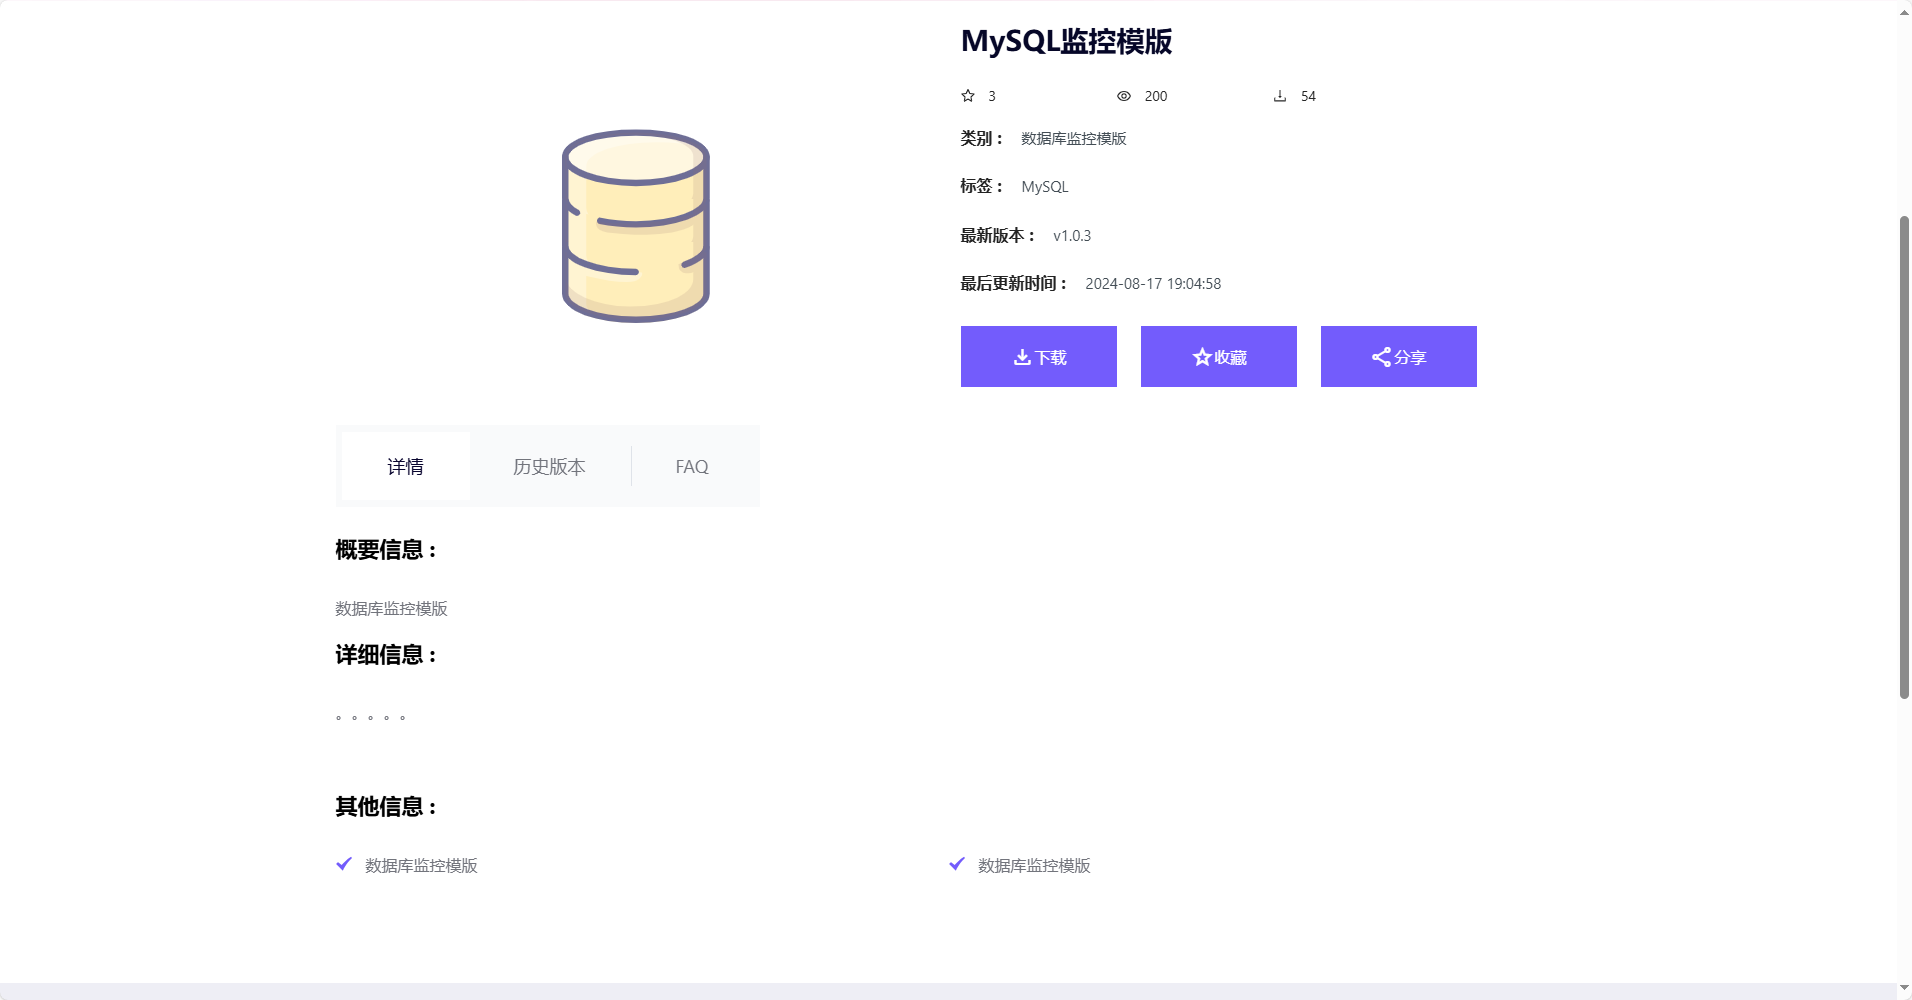 MySQL监控模版
3 200 54
类别： 数据库监控模版
标签： MySQL
最新版本： v1.0.3
最后更新时间： 2024-08-17 19:04:58
下载 收藏 分享
详情 历史版本 FAQ
概要信息：
数据库监控模版
详细信息：
。。。。。
其他信息：
数据库监控模版 数据库监控模版